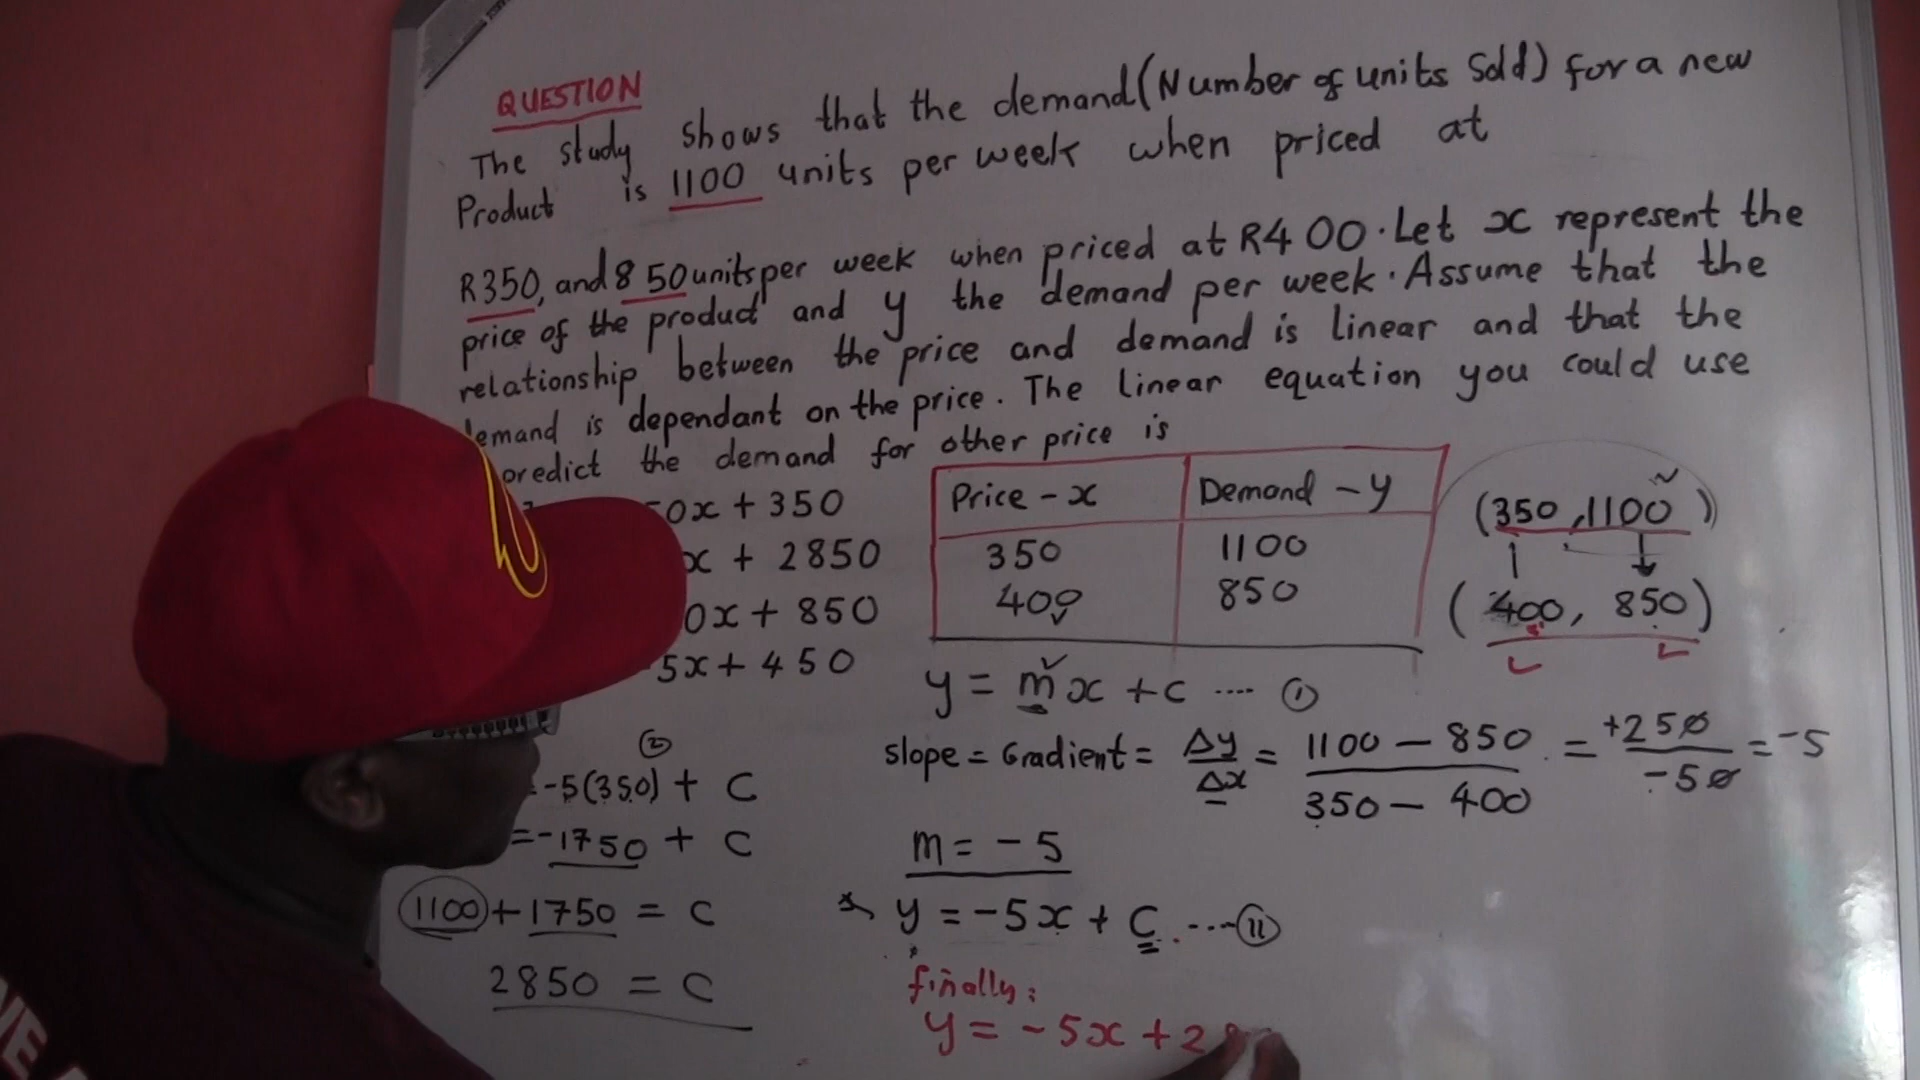 QUESTION
The study shows that the demand (Number of units Sold) for a new
Product is 1100 units per week when priced at
R350, and 850 units per week when priced at R400. Let x represent the
price of the product and y the demand per week. Assume that the
relationship between the price and demand is linear and that the
emand is dependant on the price. The linear equation you could use
predict the demand for other price is
0x + 350
x + 2850
0x + 850
5x + 450
Price - x Demand - y
350 1100
400 850
(350, 1100)
(400, 850)
y = mx + c .... ①
slope = Gradient = Δy/Δx = (1100 - 850)/(350 - 400) = +250/-50 = -5
m = -5
y = -5x + c .....⑪
finally:
y = -5x + 2
②
= -5(350) + C
= -1750 + C
1100 + 1750 = C
2850 = C